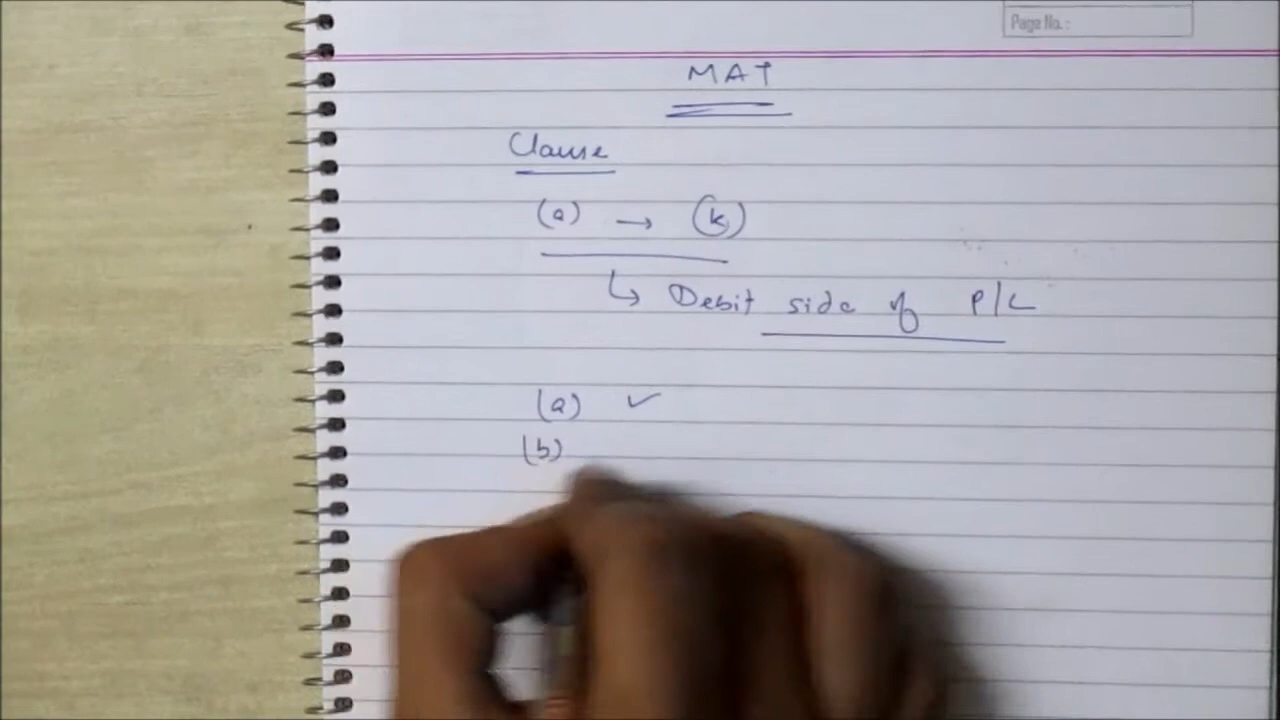 Page No.:
MAT
Clause
(a) → (k)
↳ Debit side of P/L
(a) ✓
(b)